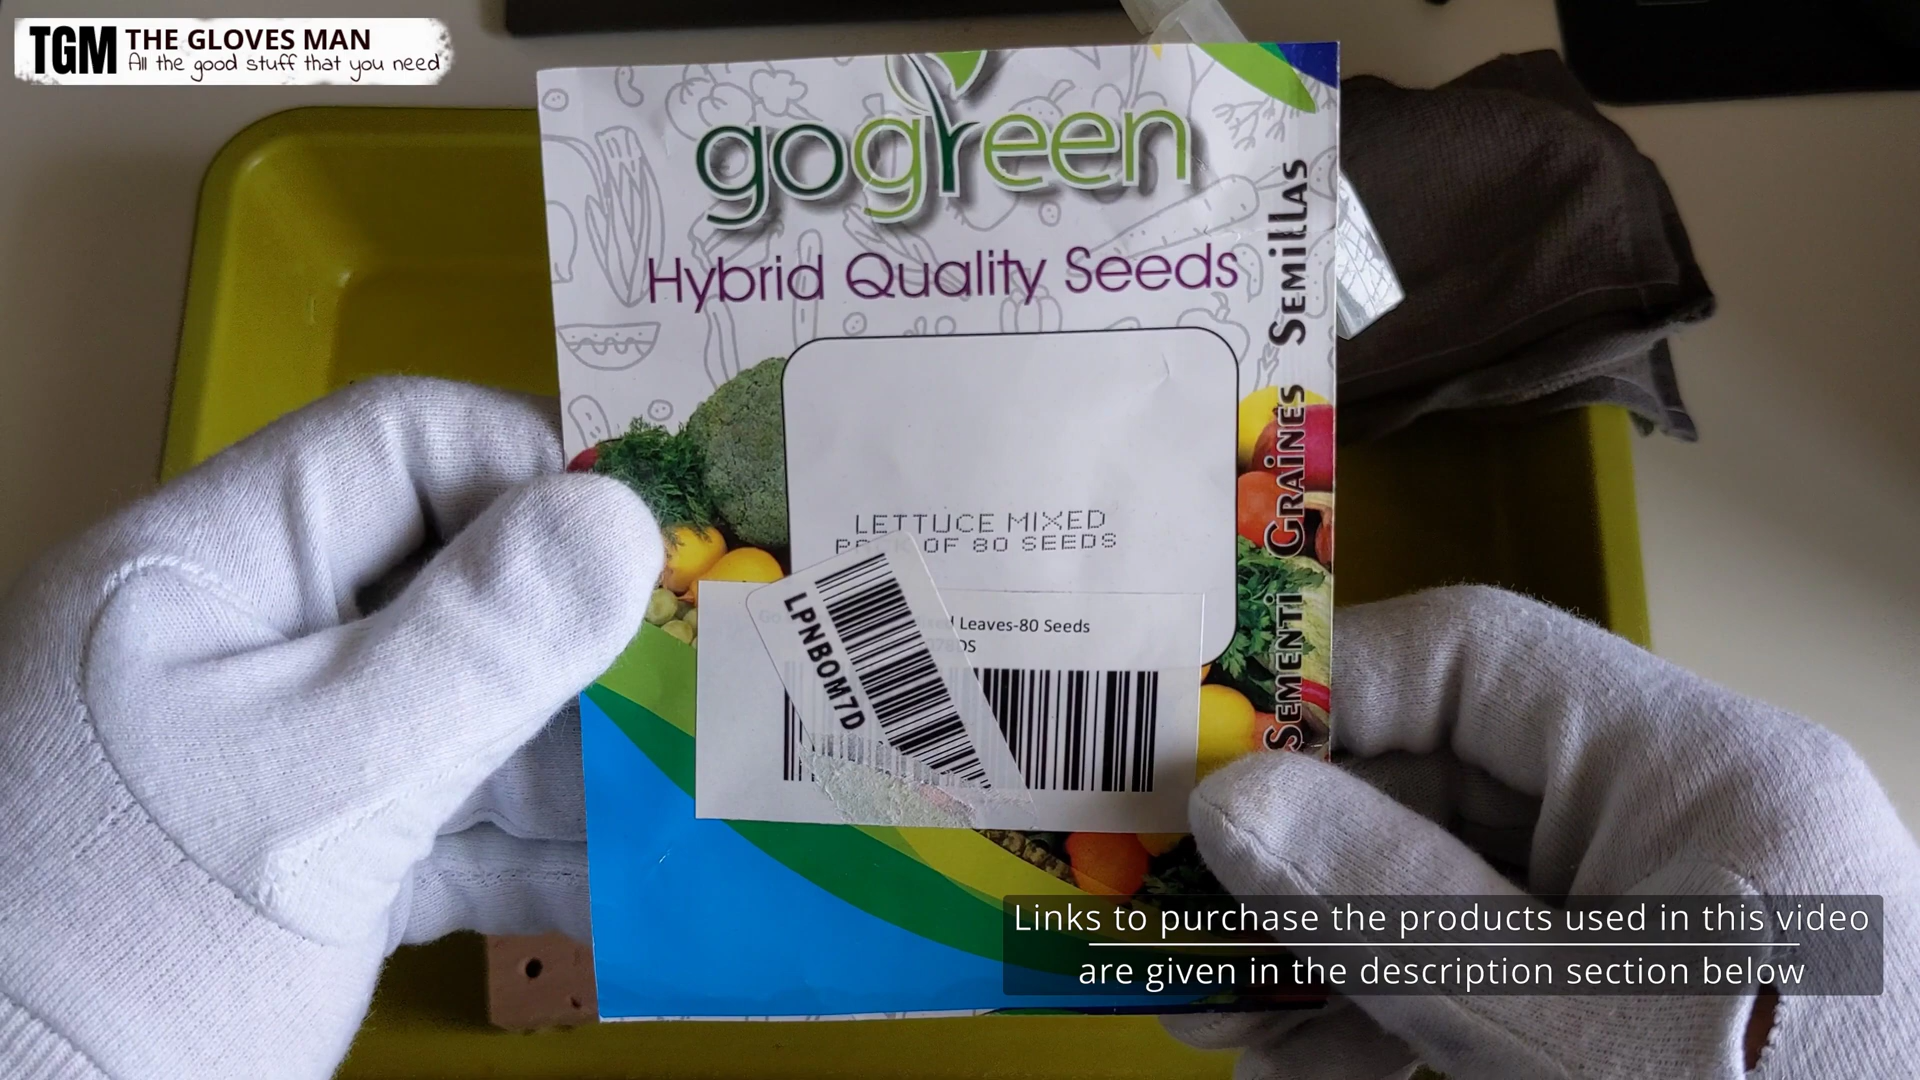 TGM THE GLOVES MAN
All the good stuff that you need
gogreen
Hybrid Quality Seeds
SEMENTI GRAINES SEMILLAS
LETTUCE MIXED
OF 80 SEEDS
Leaves-80 Seeds
LPNBOM7D
Links to purchase the products used in this video
are given in the description section below